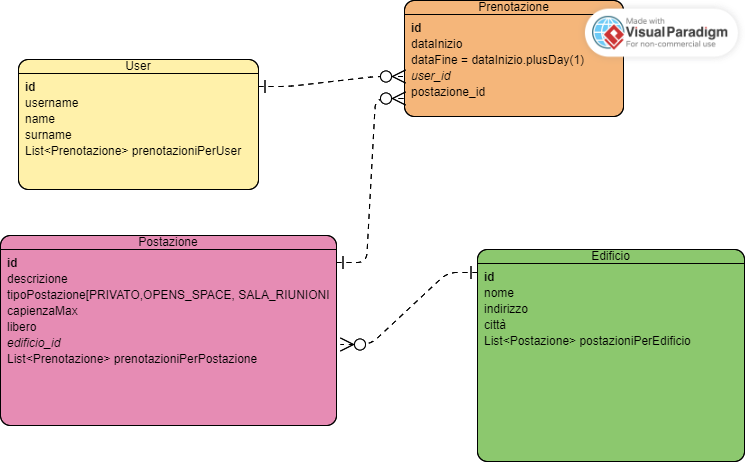 Prenotazione
id
dataInizio
dataFine = dataInizio.plusDay(1)
user_id
postazione_id
Made with
Visual Paradigm
For non-commercial use
User
id
username
name
surname
List<Prenotazione> prenotazioniPerUser
Postazione
id
descrizione
tipoPostazione[PRIVATO,OPENS_SPACE, SALA_RIUNIONI
capienzaMax
libero
edificio_id
List<Prenotazione> prenotazioniPerPostazione
Edificio
id
nome
indirizzo
città
List<Postazione> postazioniPerEdificio